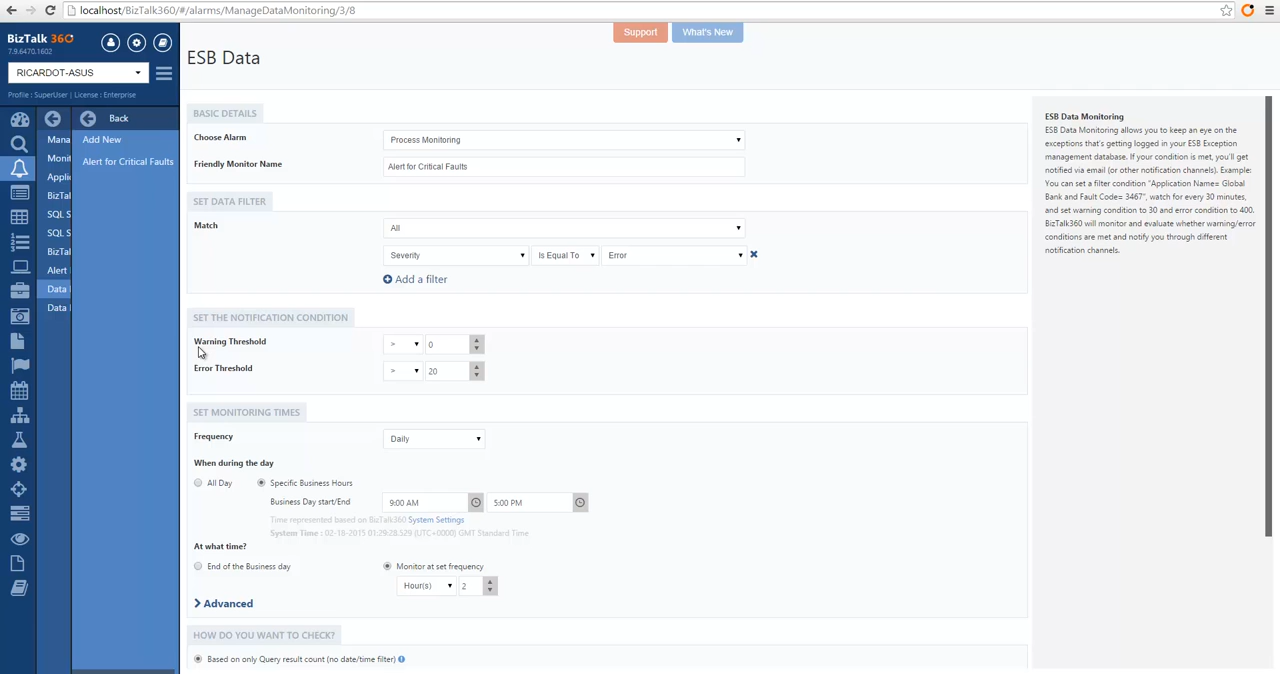 localhost/BizTalk360/#/alarms/ManageDataMonitoring/3/8
BizTalk 360
7.9.6470.1602
RICARDOT-ASUS
Profile : SuperUser | License : Enterprise
Support
What's New
ESB Data
Back
Add New
Alert for Critical Faults
Mana
Monit
Applic
BizTal
SQL S
SQL S
BizTal
Alert
Data
Data
BASIC DETAILS
Choose Alarm
Process Monitoring
Friendly Monitor Name
Alert for Critical Faults
SET DATA FILTER
Match
All
Severity
Is Equal To
Error
Add a filter
SET THE NOTIFICATION CONDITION
Warning Threshold
>
0
Error Threshold
>
20
SET MONITORING TIMES
Frequency
Daily
When during the day
All Day
Specific Business Hours
Business Day start/End
9:00 AM
5:00 PM
Time represented based on BizTalk360 System Settings
System Time : 02-18-2015 01:29:28.529 (UTC+0000) GMT Standard Time
At what time?
End of the Business day
Monitor at set frequency
Hour(s)
2
Advanced
HOW DO YOU WANT TO CHECK?
Based on only Query result count (no date/time filter)
ESB Data Monitoring
ESB Data Monitoring allows you to keep an eye on the
exceptions that's getting logged in your ESB Exception
management database. If your condition is met, you'll get
notified via email (or other notification channels). Example:
You can set a filter condition "Application Name= Global
Bank and Fault Code= 3467", watch for every 30 minutes,
and set warning condition to 30 and error condition to 400.
BizTalk360 will monitor and evaluate whether warning/error
conditions are met and notify you through different
notification channels.